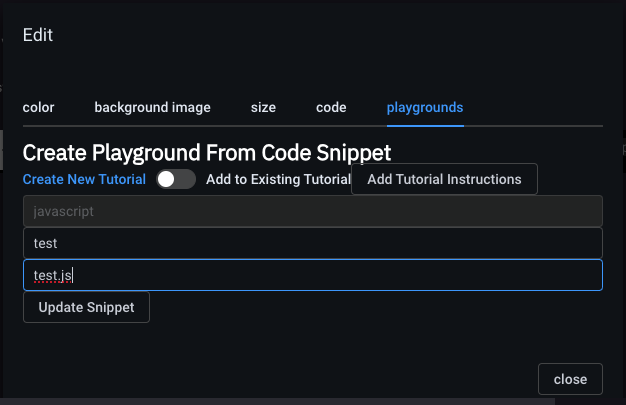 Edit
color background image size code playgrounds
Create Playground From Code Snippet
Create New Tutorial Add to Existing Tutorial Add Tutorial Instructions
javascript
test
test.js
Update Snippet
close